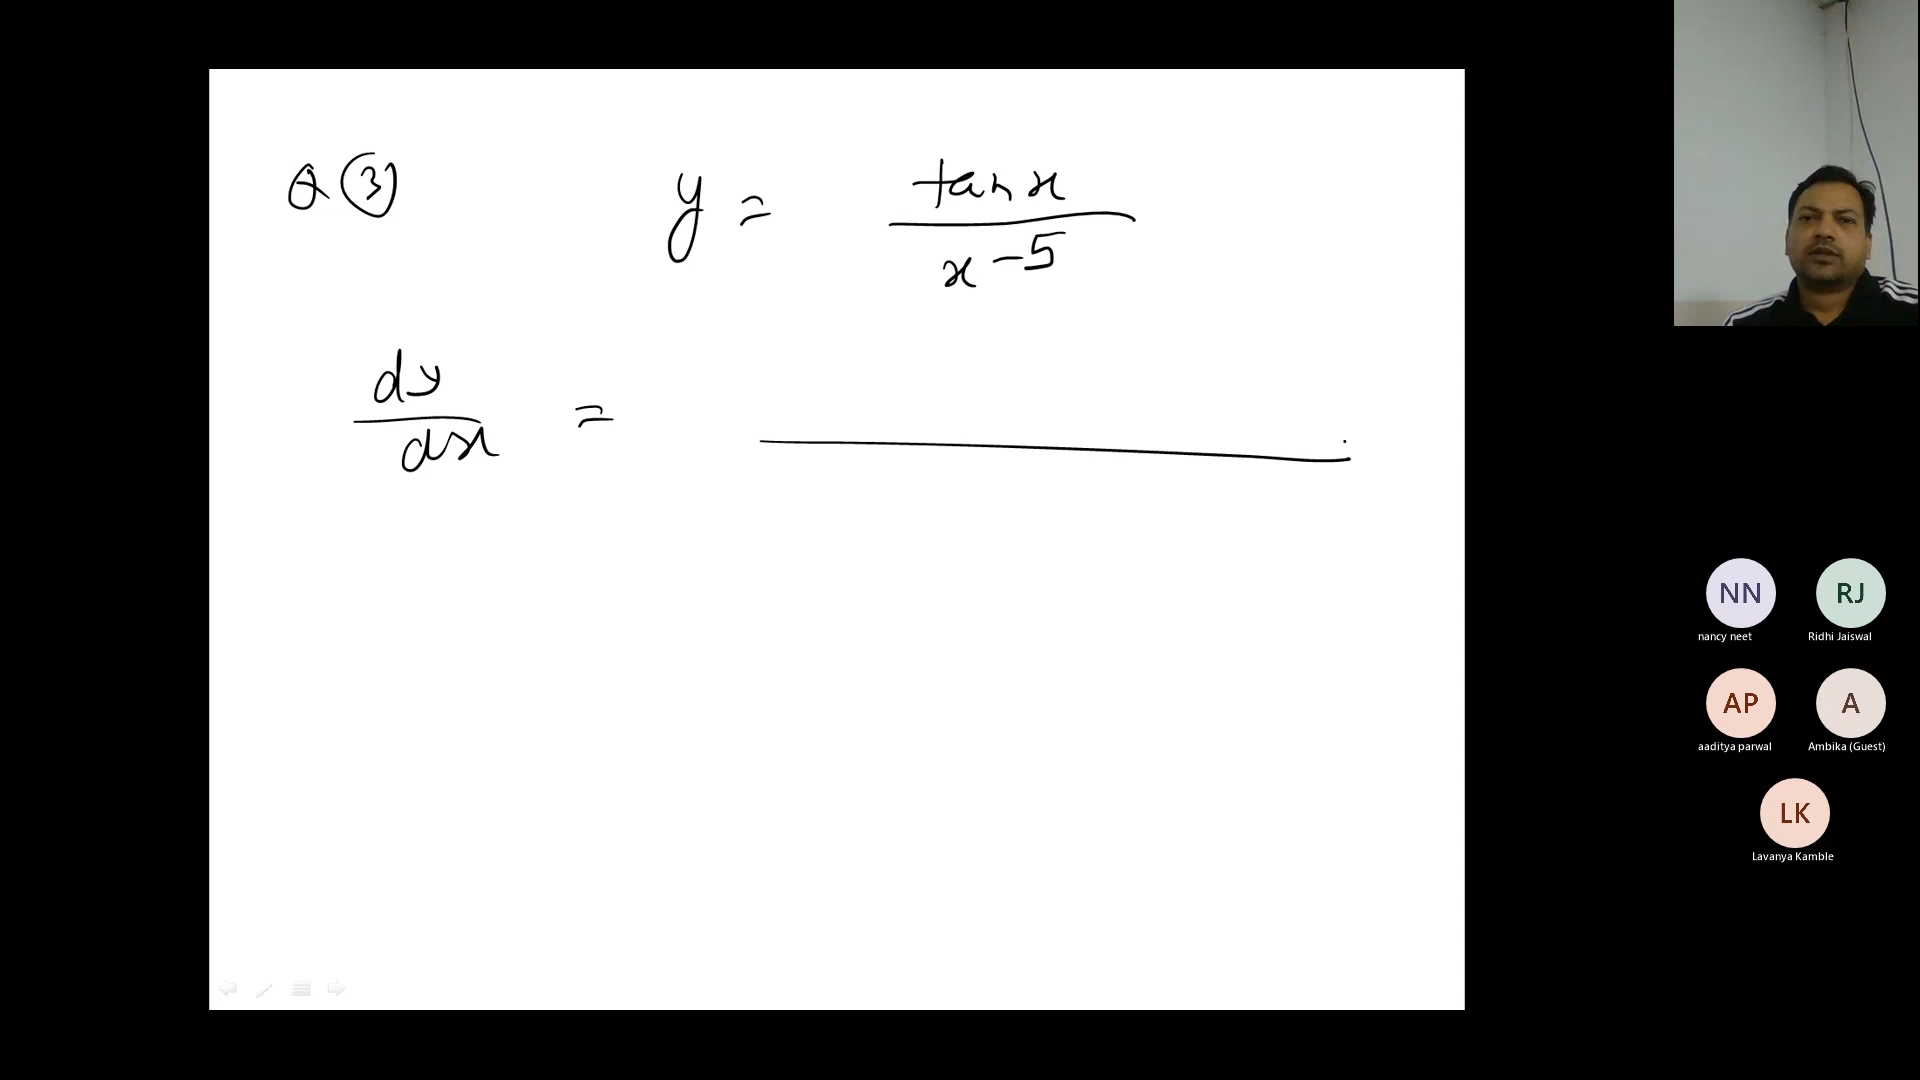 Q (3) y = tan x / x^-5
dy/dx =
NN RJ
nancy neet Ridhi Jaiswal
AP A
aaditya parwal Ambika (Guest)
LK
Lavanya Kamble